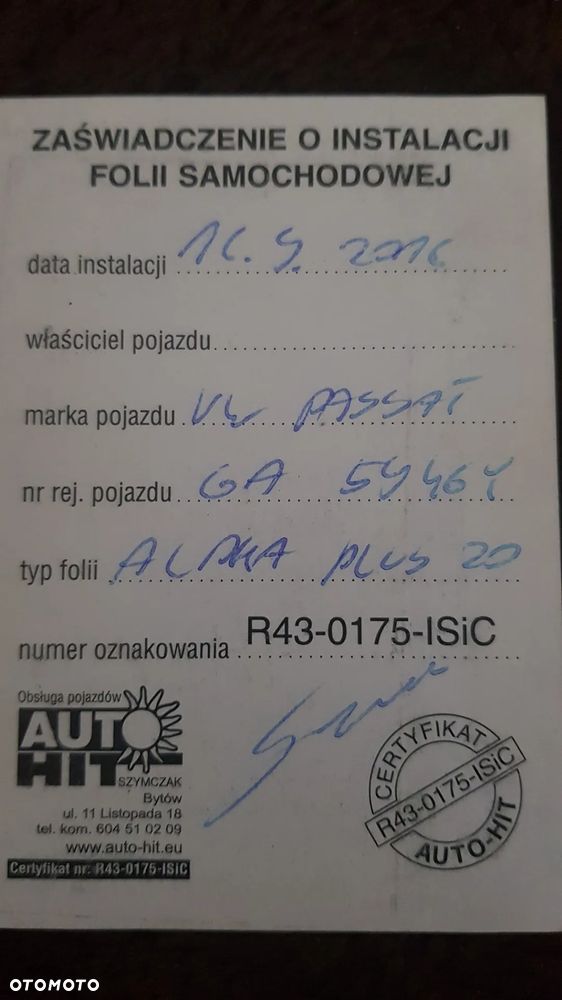 ZAŚWIADCZENIE O INSTALACJI
FOLII SAMOCHODOWEJ
data instalacji 16.9.2016
właściciel pojazdu
marka pojazdu VW PASSAT
nr rej. pojazdu GA
typ folii ALPHA PLUS 20
numer oznakowania R43-0175-ISiC
Obsługa pojazdów
AUTO
HIT SZYMCZAK
Bytów
ul. 11 Listopada 18
tel. kom. 604 51 02 09
www.auto-hit.eu
Certyfikat nr: R43-0175-ISiC
CERTYFIKAT
R43-0175-ISiC
AUTO-HIT
OTOMOTO